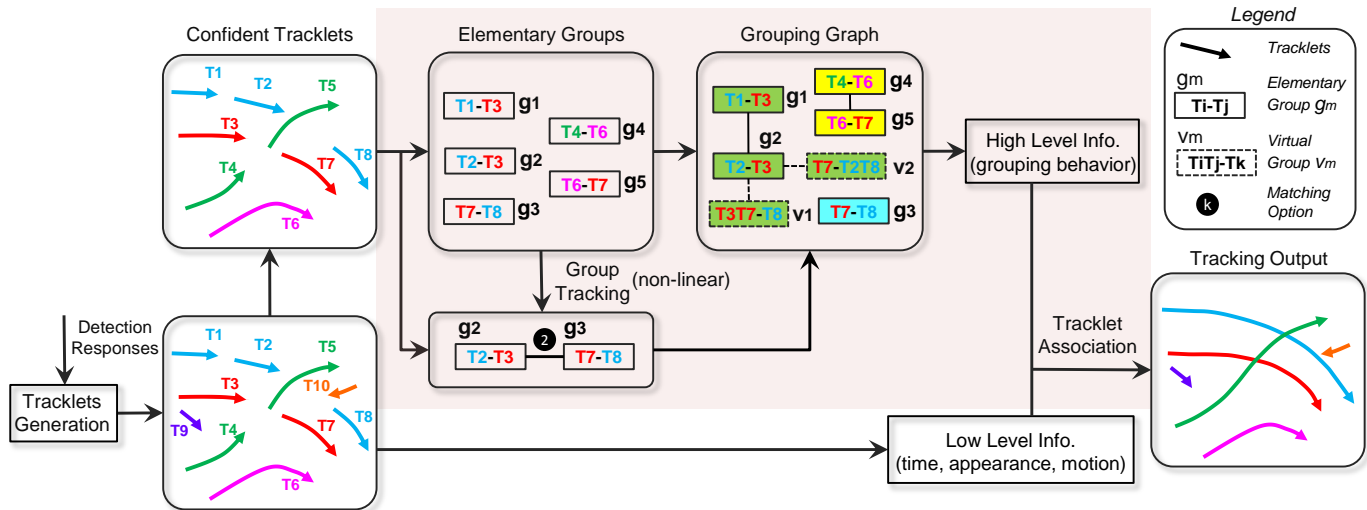 Confident Tracklets
T1
T2
T5
T3
T7
T8
T4
T6
Elementary Groups
T1-T3 g1
T4-T6 g4
T2-T3 g2
T6-T7 g5
T7-T8 g3
Grouping Graph
T1-T3 g1
T4-T6 g4
g2
T6-T7 g5
T2-T3
T7-T2T8 v2
T3T7-T8 v1
T7-T8 g3
High Level Info.
(grouping behavior)
Legend
Tracklets
gm Elementary
Ti-Tj Group gm
vm Virtual
TiTj-Tk Group vm
k Matching
Option
Group
Tracking
(non-linear)
g2 2 g3
T2-T3 T7-T8
Detection
Responses
Tracklets
Generation
T1
T2
T5
T3
T10
T9
T4
T7
T8
T6
Low Level Info.
(time, appearance, motion)
Tracklet
Association
Tracking Output